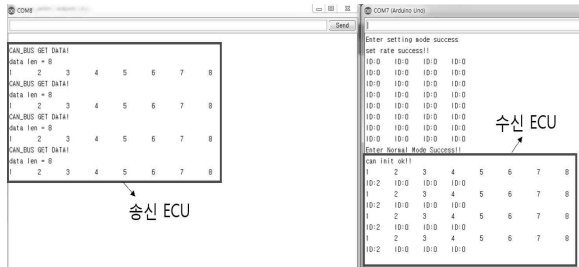 COM8
Send
CAN_BUS GET DATA!
data len = 8
1 2 3 4 5 6 7 8
CAN_BUS GET DATA!
data len = 8
1 2 3 4 5 6 7 8
CAN_BUS GET DATA!
data len = 8
1 2 3 4 5 6 7 8
CAN_BUS GET DATA!
data len = 8
1 2 3 4 5 6 7 8
송신 ECU
COM7 (Arduino Uno)
Enter setting mode success
set rate success!!
ID:0 ID:0 ID:0 ID:0
ID:0 ID:0 ID:0 ID:0
ID:0 ID:0 ID:0 ID:0
ID:0 ID:0 ID:0 ID:0
ID:0 ID:0 ID:0 ID:0
ID:0 ID:0 ID:0 ID:0
ID:0 ID:0 ID:0 ID:0
ID:0 ID:0 ID:0 ID:0
수신 ECU
Enter Normal Mode Success!!
can init ok!!
1 2 3 4 5 6 7 8
ID:2 ID:0 ID:0 ID:0
1 2 3 4 5 6 7 8
ID:2 ID:0 ID:0 ID:0
1 2 3 4 5 6 7 8
ID:2 ID:0 ID:0 ID:0
1 2 3 4 5 6 7 8
ID:2 ID:0 ID:0 ID:0